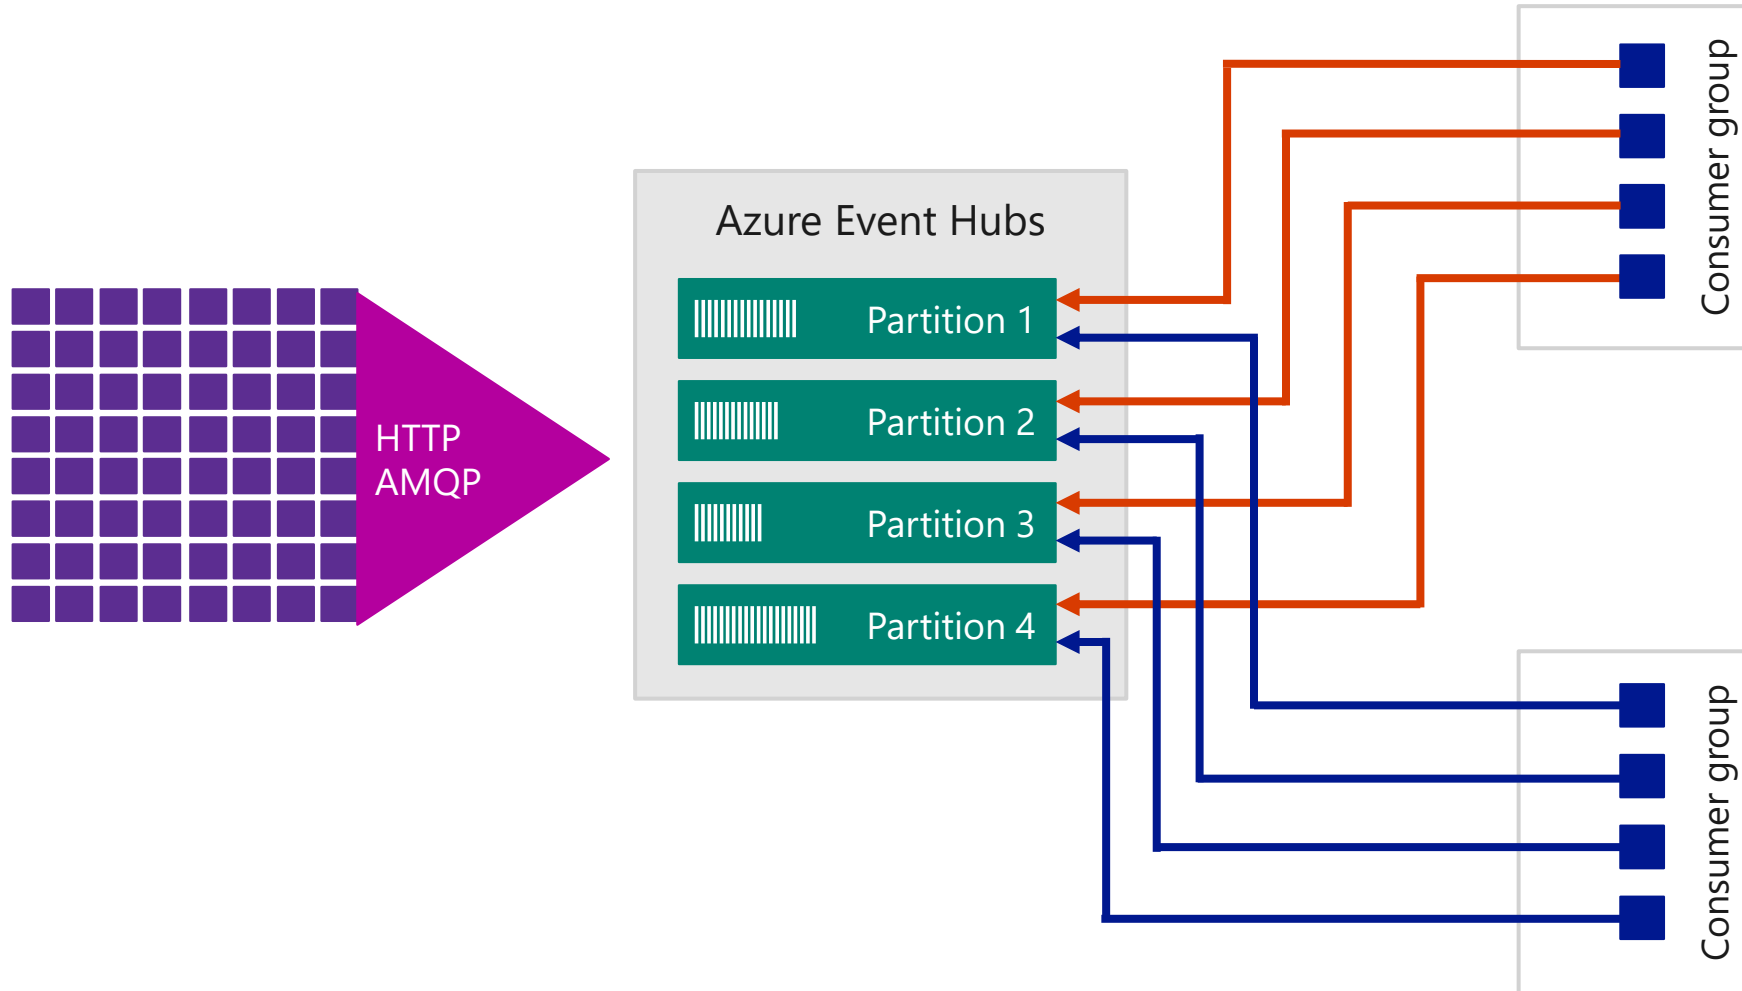 HTTP
AMQP
Azure Event Hubs
Partition 1
Partition 2
Partition 3
Partition 4
Consumer group
Consumer group